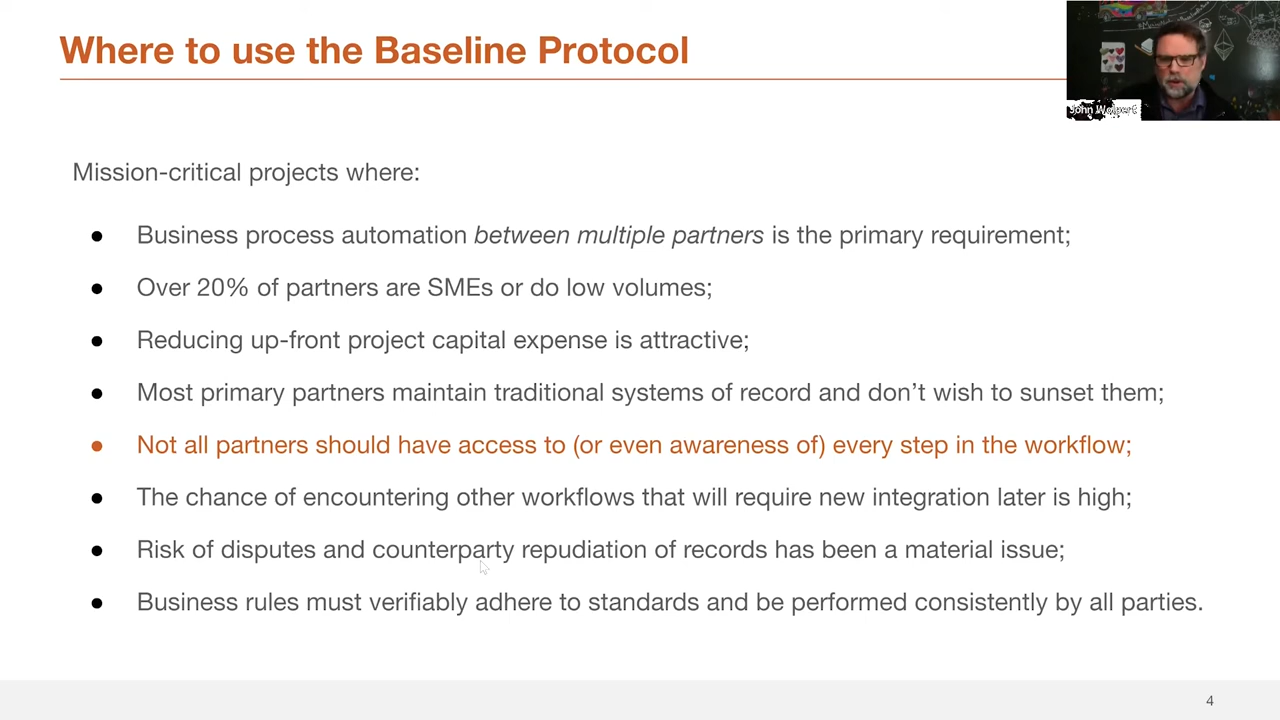 Where to use the Baseline Protocol
John Wolpert
Mission-critical projects where:
● Business process automation between multiple partners is the primary requirement;
● Over 20% of partners are SMEs or do low volumes;
● Reducing up-front project capital expense is attractive;
● Most primary partners maintain traditional systems of record and don’t wish to sunset them;
● Not all partners should have access to (or even awareness of) every step in the workflow;
● The chance of encountering other workflows that will require new integration later is high;
● Risk of disputes and counterparty repudiation of records has been a material issue;
● Business rules must verifiably adhere to standards and be performed consistently by all parties.
4